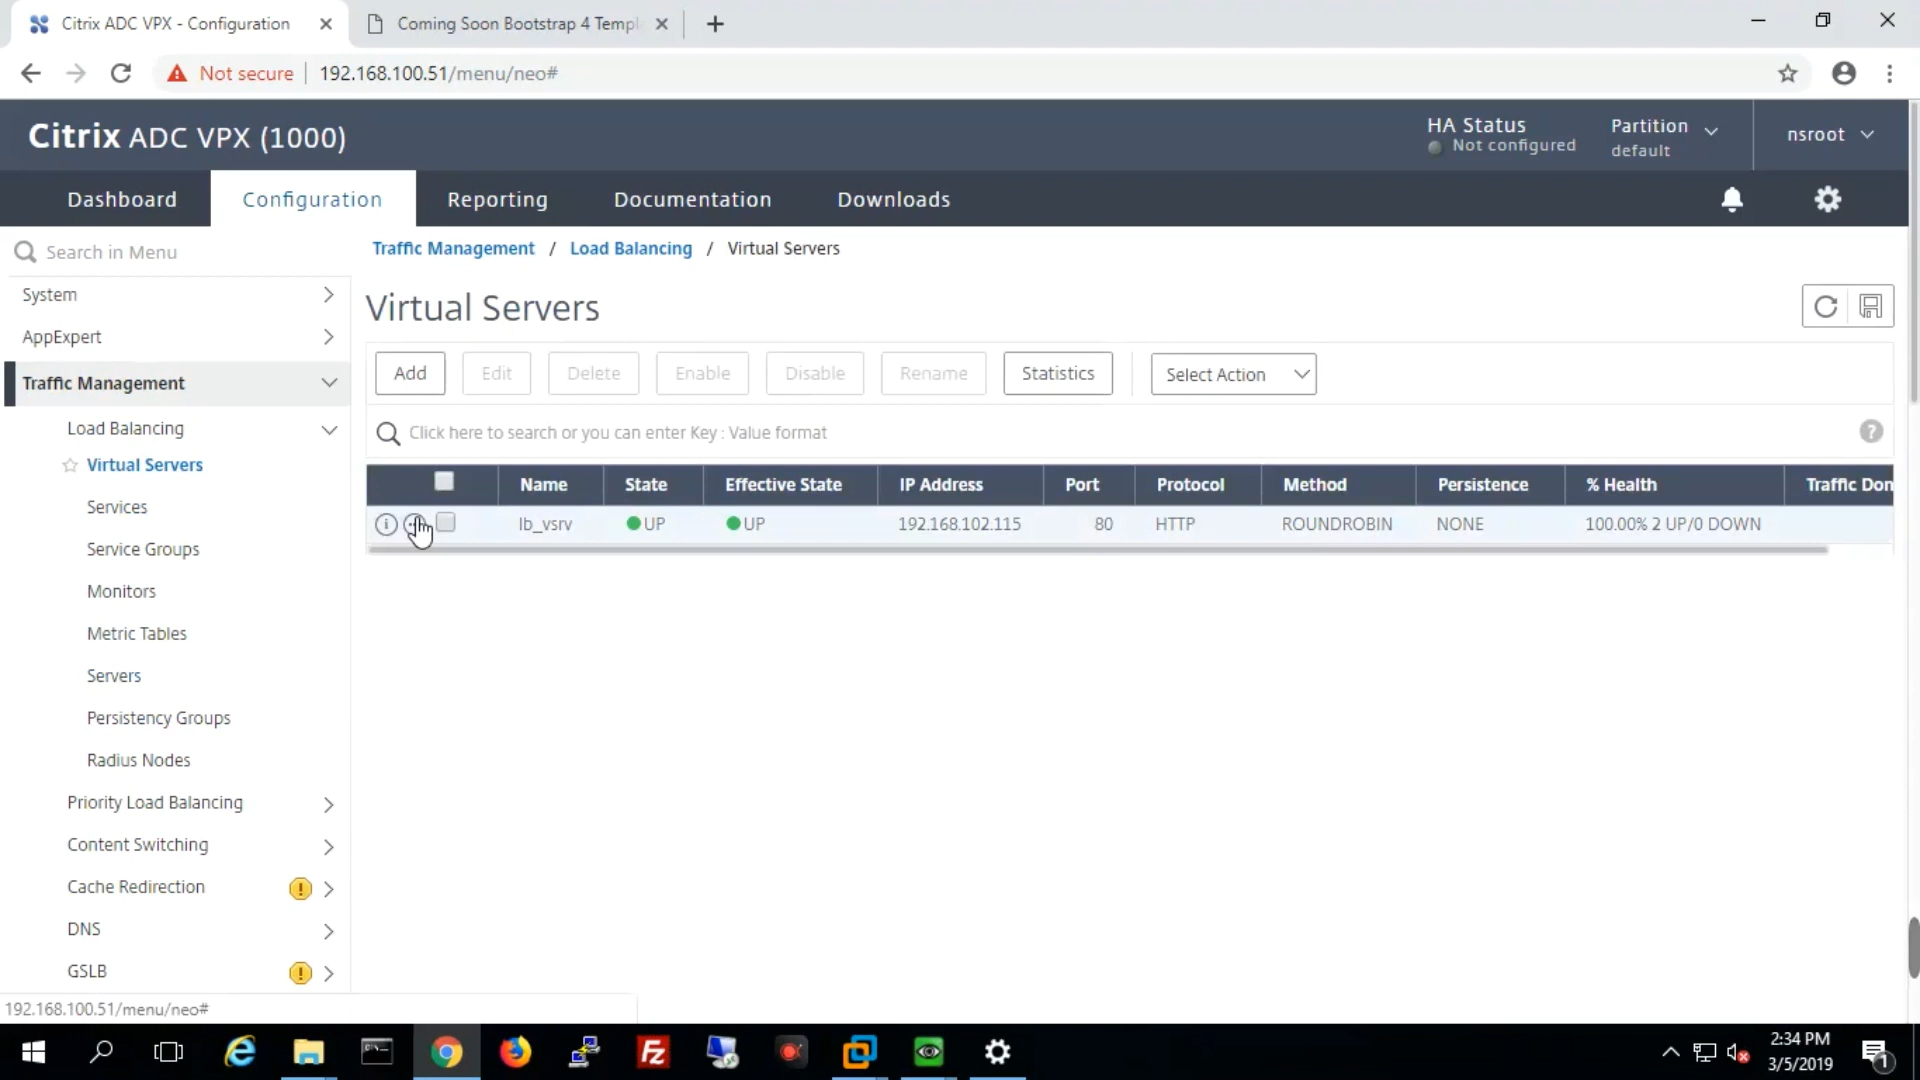 Citrix ADC VPX - Configuration
Coming Soon Bootstrap 4 Templ
Not secure
192.168.100.51/menu/neo#
Citrix ADC VPX (1000)
HA Status
Not configured
Partition
default
nsroot
Dashboard
Configuration
Reporting
Documentation
Downloads
Search in Menu
Traffic Management / Load Balancing / Virtual Servers
System
AppExpert
Traffic Management
Load Balancing
Virtual Servers
Service Groups
Services
Monitors
Metric Tables
Servers
Persistency Groups
Radius Nodes
Priority Load Balancing
Content Switching
Cache Redirection
DNS
GSLB
Virtual Servers
Add
Edit
Delete
Enable
Disable
Rename
Statistics
Select Action
Click here to search or you can enter Key : Value format
Name State Effective State IP Address Port Protocol Method Persistence % Health Traffic Don
lb_vsrv UP UP 192.168.102.115 80 HTTP ROUNDROBIN NONE 100.00% 2 UP/0 DOWN
192.168.100.51/menu/neo#
2:34 PM
3/5/2019
1